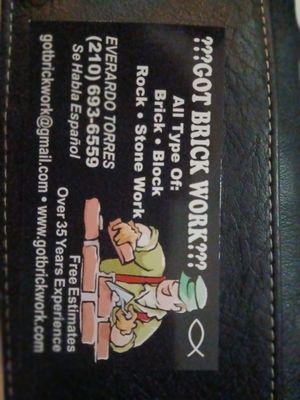 ???GOT BRICK WORK???
All Type Of:
Brick • Block
Rock • Stone Work
EVERARDO TORRES
(210) 693-6559
Se Habla Español
Free Estimates
Over 35 Years Experience
gotbrickwork@gmail.com • www.gotbrickwork.com